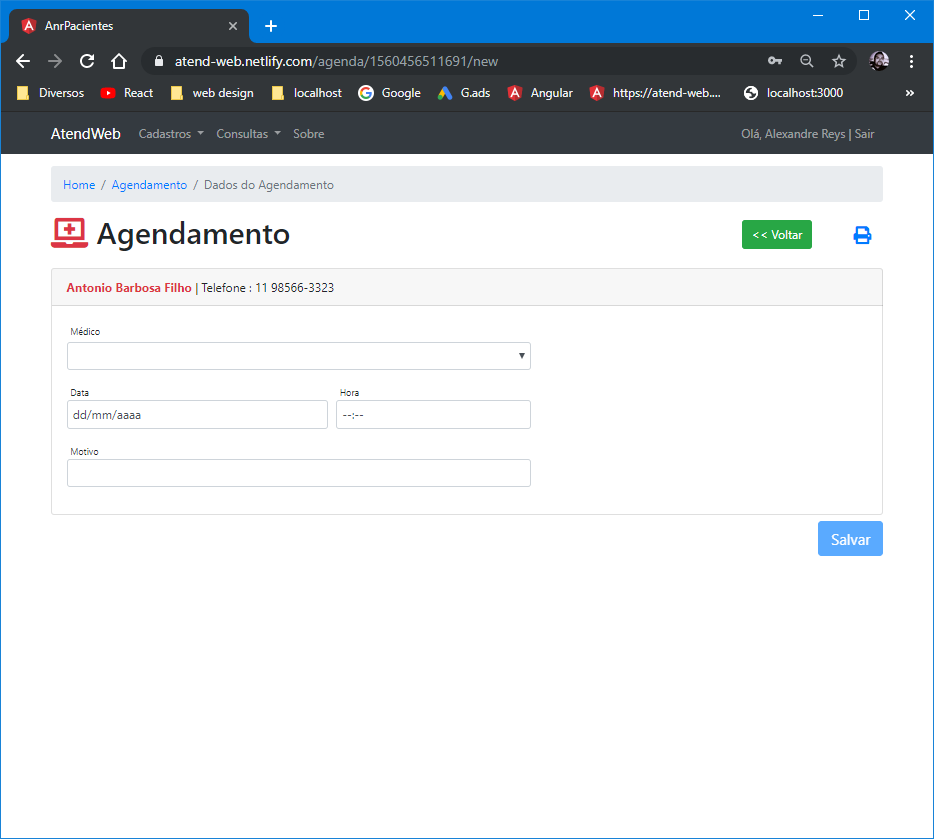 AnrPacientes
atend-web.netlify.com/agenda/1560456511691/new
Diversos React web design localhost Google G.ads Angular https://atend-web.... localhost:3000 »
AtendWeb Cadastros Consultas Sobre Olá, Alexandre Reys | Sair
Home / Agendamento / Dados do Agendamento
Agendamento << Voltar
Antonio Barbosa Filho | Telefone : 11 98566-3323
Médico
Data Hora
dd/mm/aaaa --:--
Motivo
Salvar